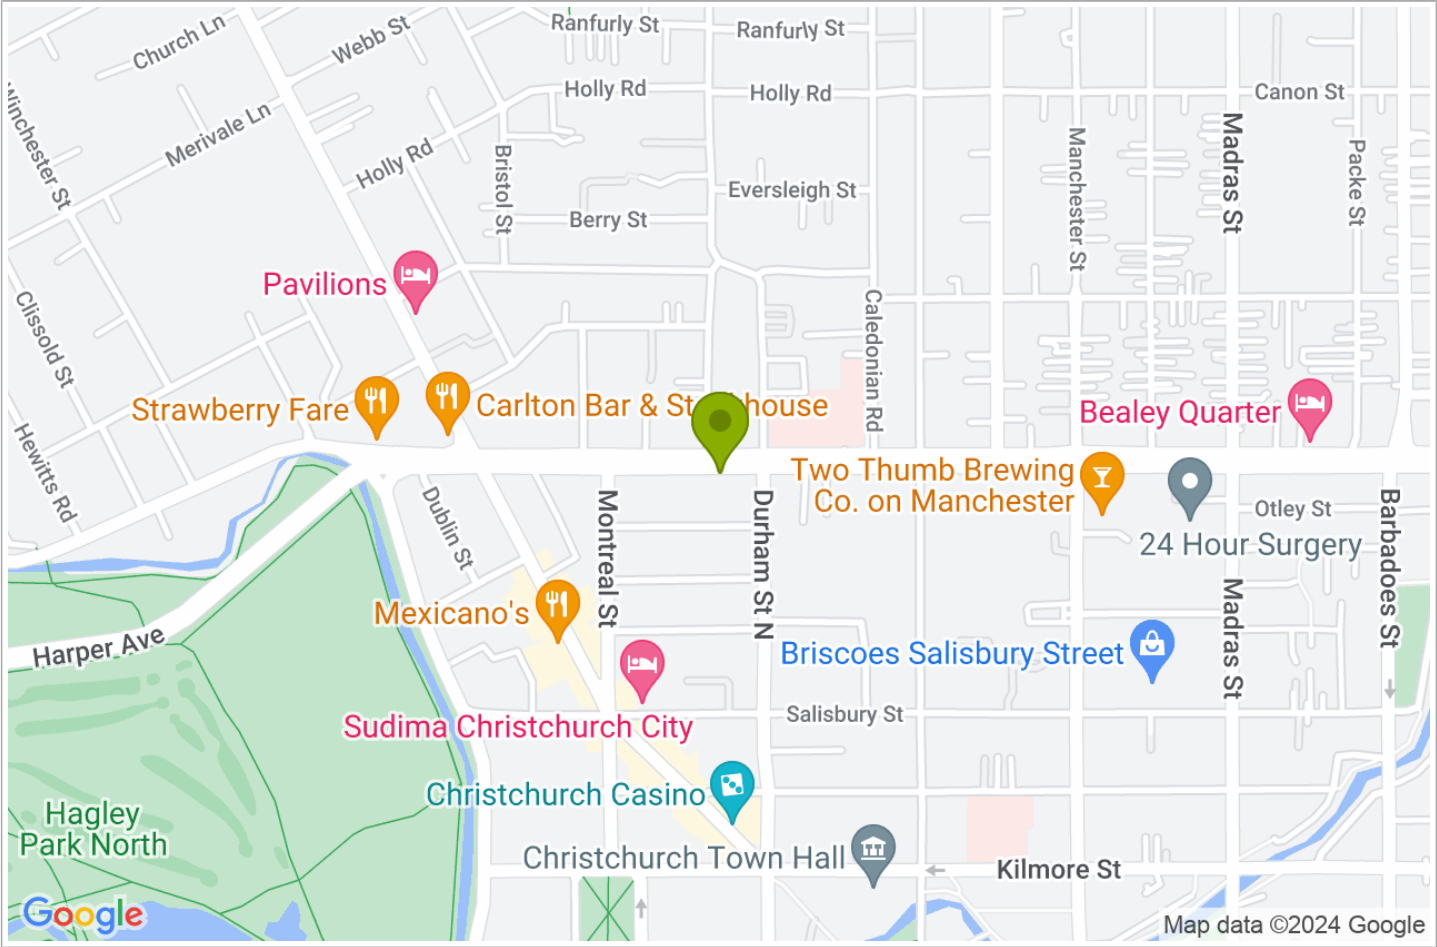 Church Ln
Webb St
Ranfurly St
Ranfurly St
Holly Rd
Holly Rd
Canon St
Winchester St
Merivale Ln
Holly Rd
Bristol St
Manchester St
Madras St
Packe St
Eversleigh St
Berry St
Pavilions
Clissold St
Caledonian Rd
Strawberry Fare
Carlton Bar &
Bealey Quarter
Hewitts Rd
Two Thumb Brewing
Co. on Manchester
Dublin St
Montreal St
Durham St N
Otley St
24 Hour Surgery
Barbadoes St
Mexicano's
Madras St
Harper Ave
Briscoes Salisbury Street
Sudima Christchurch City
Salisbury St
Christchurch Casino
Hagley
Park North
Christchurch Town Hall
Kilmore St
Google
Map data ©2024 Google